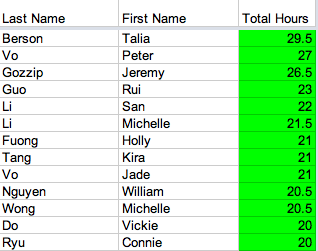 Last Name First Name Total Hours
Berson Talia 29.5
Vo Peter 27
Gozzip Jeremy 26.5
Guo Rui 23
Li San 22
Li Michelle 21.5
Fuong Holly 21
Tang Kira 21
Vo Jade 21
Nguyen William 20.5
Wong Michelle 20.5
Do Vickie 20
Ryu Connie 20